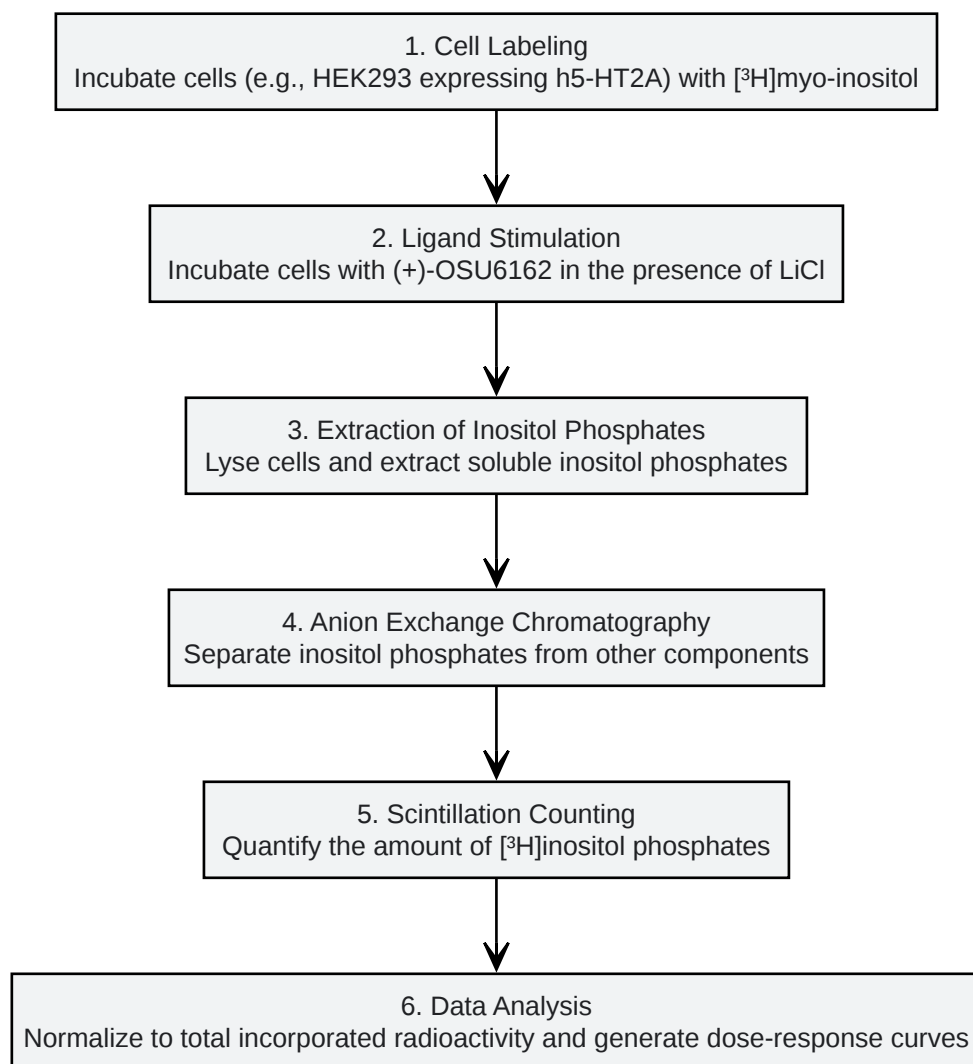 1. Cell Labeling
Incubate cells (e.g., HEK293 expressing h5-HT2A) with [³H]myo-inositol
2. Ligand Stimulation
Incubate cells with (+)-OSU6162 in the presence of LiCl
3. Extraction of Inositol Phosphates
Lyse cells and extract soluble inositol phosphates
4. Anion Exchange Chromatography
Separate inositol phosphates from other components
5. Scintillation Counting
Quantify the amount of [³H]inositol phosphates
6. Data Analysis
Normalize to total incorporated radioactivity and generate dose-response curves